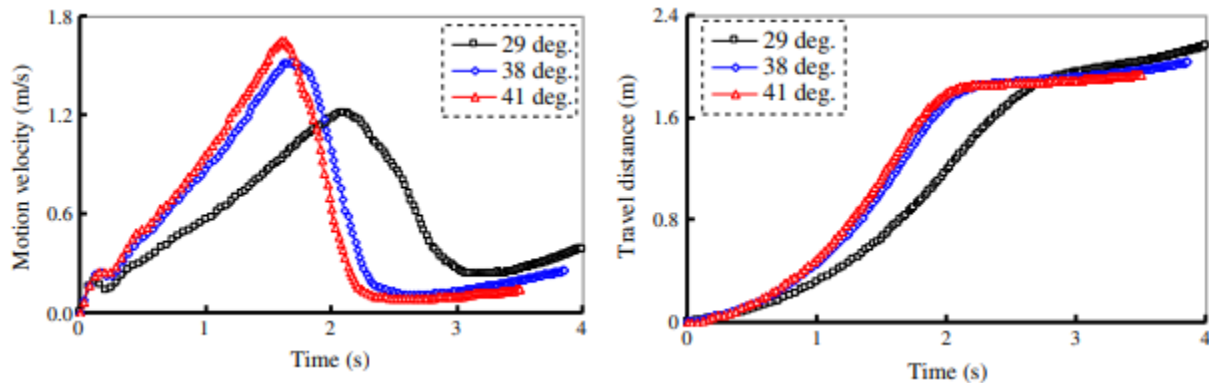 1.8
1.2
0.6
0.0
Motion velocity (m/s)
29 deg.
38 deg.
41 deg.
0
1
2
3
4
Time (s)
2.4
1.6
0.8
0
Travel distance (m)
29 deg.
38 deg.
41 deg.
0
1
2
3
4
Time (s)